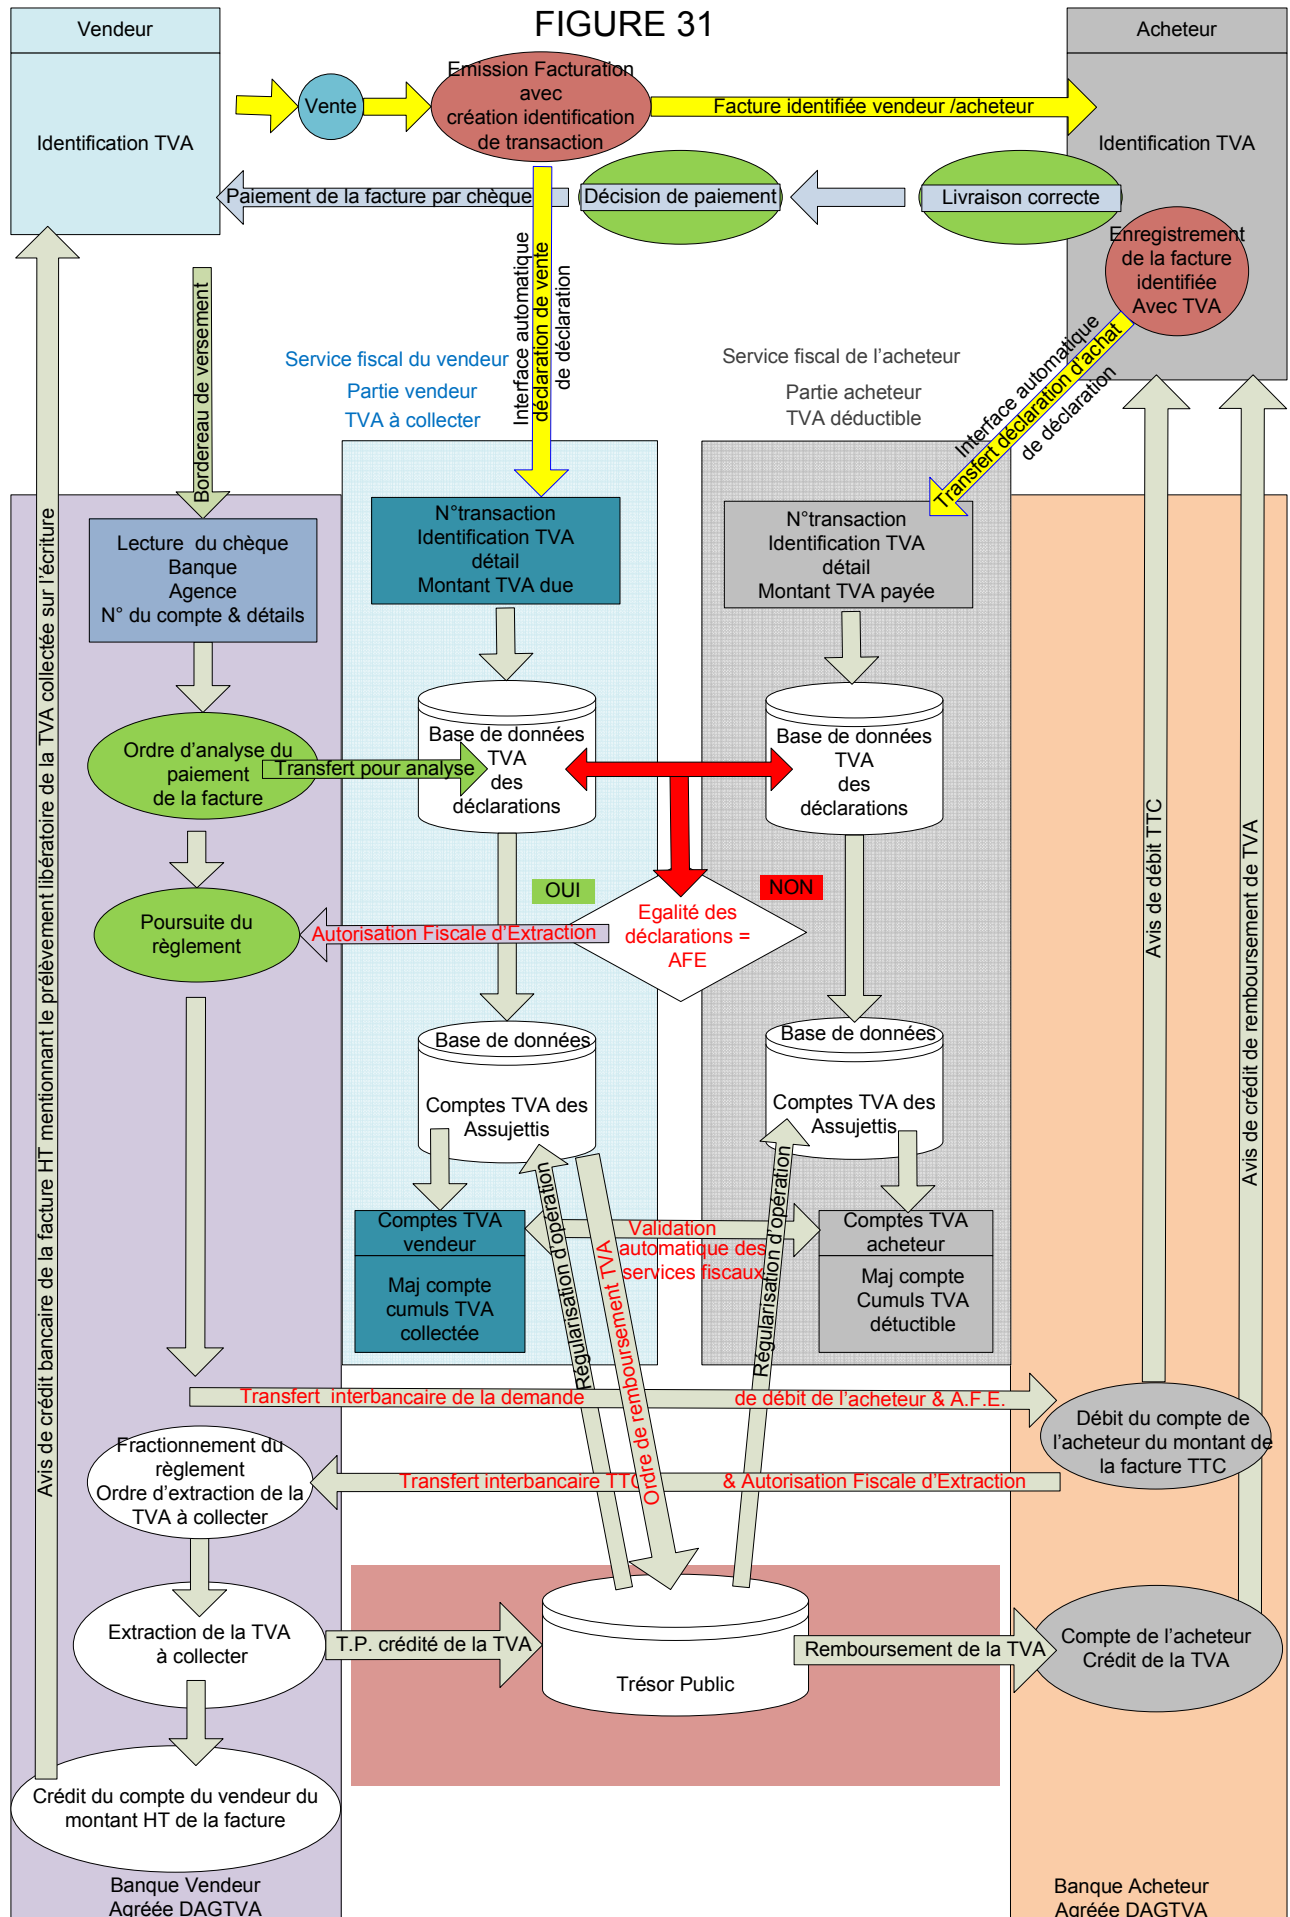 FIGURE 31
Vendeur
Acheteur
Identification TVA
Vente
Emission Facturation
avec
création identification
de transaction
Facture identifiée vendeur /acheteur
Identification TVA
Paiement de la facture par chèque
Décision de paiement
Livraison correcte
Enregistrement
de la facture
identifiée
Avec TVA
Bordereau de versement
Interface automatique
déclaration de vente
de déclaration
Interface automatique
Transfert déclaration d'achat
de déclaration
Service fiscal du vendeur
Partie vendeur
TVA à collecter
Service fiscal de l'acheteur
Partie acheteur
TVA déductible
Lecture du chèque
Banque
Agence
N° du compte & détails
N°transaction
Identification TVA
détail
Montant TVA due
N°transaction
Identification TVA
détail
Montant TVA payée
Ordre d'analyse du
paiement
de la facture
Transfert pour analyse
Base de données
TVA
des
déclarations
Base de données
TVA
des
déclarations
OUI
NON
Poursuite du
règlement
Autorisation Fiscale d'Extraction
Egalité des
déclarations =
AFE
Avis de crédit bancaire de la facture HT mentionnant le prélèvement libératoire de la TVA collectée sur l'écriture
Avis de débit TTC
Avis de crédit de remboursement de TVA
Base de données
Comptes TVA des
Assujettis
Base de données
Comptes TVA des
Assujettis
Comptes TVA
vendeur
Maj compte
cumuls TVA
collectée
Validation
automatique des
services fiscaux
Comptes TVA
acheteur
Maj compte
Cumuls TVA
détuctible
Régularisation d'opération
Ordre de remboursement TVA
Régularisation d'opération
Transfert interbancaire de la demande
de débit de l'acheteur & A.F.E.
Débit du compte de
l'acheteur du montant de
la facture TTC
Fractionnement du
règlement
Ordre d'extraction de la
TVA à collecter
Transfert interbancaire TTC
& Autorisation Fiscale d'Extraction
Extraction de la TVA
à collecter
T.P. crédité de la TVA
Trésor Public
Remboursement de la TVA
Compte de l'acheteur
Crédit de la TVA
Crédit du compte du vendeur du
montant HT de la facture
Banque Vendeur
Agréée DAGTVA
Banque Acheteur
Agréée DAGTVA